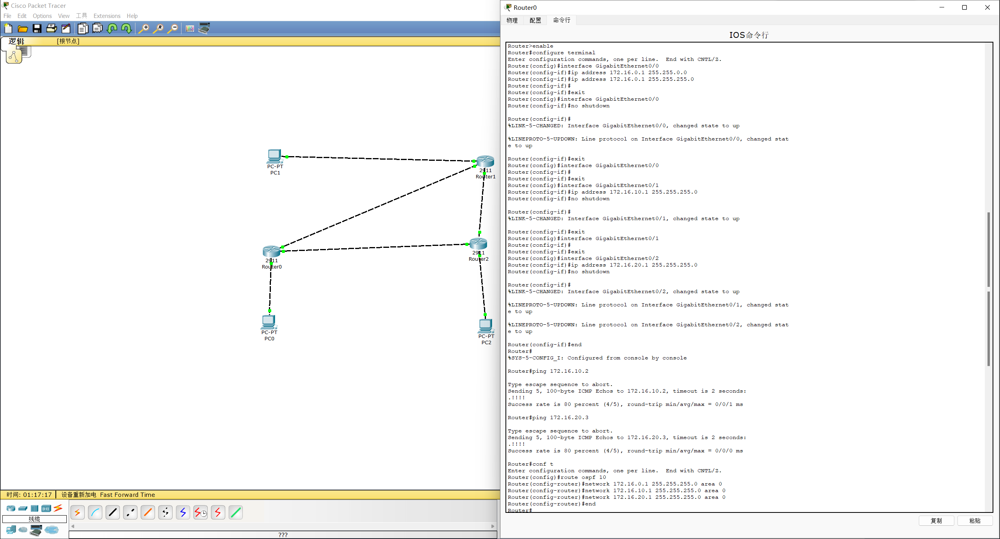 Cisco Packet Tracer
File Edit Options View 工具 Extensions Help
逻辑 [根节点]
PC-PT
PC1
2911
Router1
2911
Router0
2911
Router2
PC-PT
PC0
PC-PT
PC2
时间: 01:17:17 设备重新加电 Fast Forward Time
线缆
???
Router0
物理 配置 命令行
IOS命令行
Router>enable
Router#configure terminal
Enter configuration commands, one per line.  End with CNTL/Z.
Router(config)#interface GigabitEthernet0/0
Router(config-if)#ip address 172.16.0.1 255.255.0.0
Router(config-if)#ip address 172.16.0.1 255.255.255.0
Router(config-if)#
Router(config-if)#exit
Router(config)#interface GigabitEthernet0/0
Router(config-if)#no shutdown
Router(config-if)#
%LINK-5-CHANGED: Interface GigabitEthernet0/0, changed state to up
%LINEPROTO-5-UPDOWN: Line protocol on Interface GigabitEthernet0/0, changed stat
e to up
Router(config-if)#exit
Router(config)#interface GigabitEthernet0/0
Router(config-if)#
Router(config-if)#exit
Router(config)#interface GigabitEthernet0/1
Router(config-if)#ip address 172.16.10.1 255.255.255.0
Router(config-if)#no shutdown
Router(config-if)#
%LINK-5-CHANGED: Interface GigabitEthernet0/1, changed state to up
Router(config-if)#exit
Router(config)#interface GigabitEthernet0/1
Router(config-if)#
Router(config-if)#exit
Router(config)#interface GigabitEthernet0/2
Router(config-if)#ip address 172.16.20.1 255.255.255.0
Router(config-if)#no shutdown
Router(config-if)#
%LINK-5-CHANGED: Interface GigabitEthernet0/2, changed state to up
%LINEPROTO-5-UPDOWN: Line protocol on Interface GigabitEthernet0/1, changed stat
e to up
%LINEPROTO-5-UPDOWN: Line protocol on Interface GigabitEthernet0/2, changed stat
e to up
Router(config-if)#end
Router#
%SYS-5-CONFIG_I: Configured from console by console
Router#ping 172.16.10.2
Type escape sequence to abort.
Sending 5, 100-byte ICMP Echos to 172.16.10.2, timeout is 2 seconds:
.!!!!
Success rate is 80 percent (4/5), round-trip min/avg/max = 0/0/1 ms
Router#ping 172.16.20.3
Type escape sequence to abort.
Sending 5, 100-byte ICMP Echos to 172.16.20.3, timeout is 2 seconds:
.!!!!
Success rate is 80 percent (4/5), round-trip min/avg/max = 0/0/0 ms
Router#conf t
Enter configuration commands, one per line.  End with CNTL/Z.
Router(config)#route ospf 10
Router(config-router)#network 172.16.0.1 255.255.255.0 area 0
Router(config-router)#network 172.16.10.1 255.255.255.0 area 0
Router(config-router)#network 172.16.20.1 255.255.255.0 area 0
Router(config-router)#end
Router#
复制 粘贴